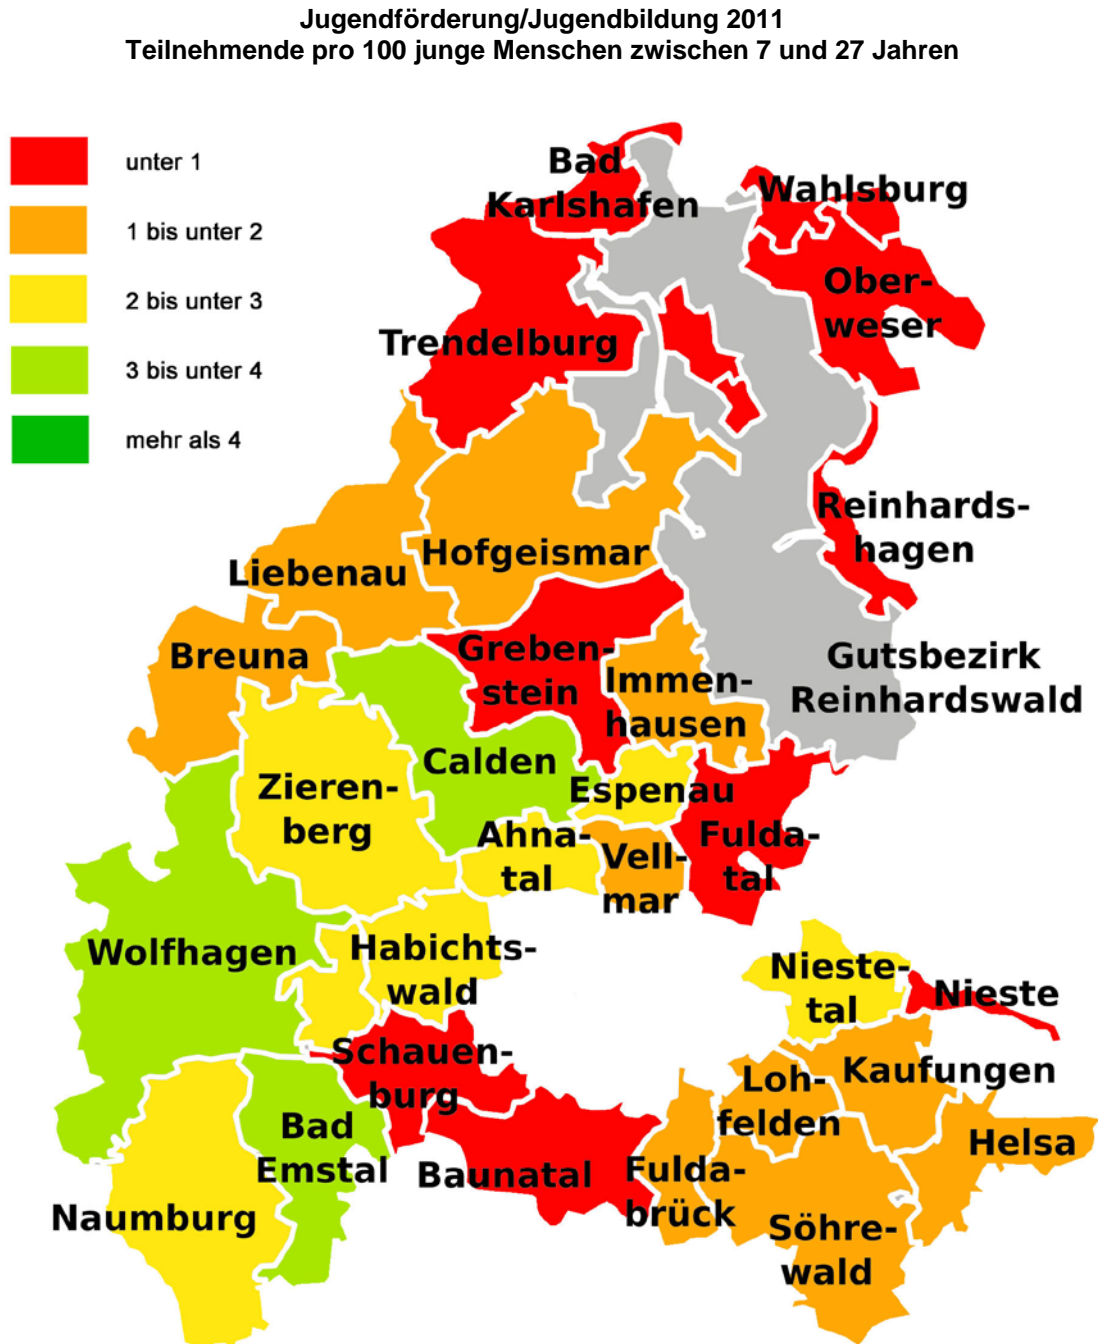 Jugendförderung/Jugendbildung 2011
Teilnehmende pro 100 junge Menschen zwischen 7 und 27 Jahren
unter 1
1 bis unter 2
2 bis unter 3
3 bis unter 4
mehr als 4
Bad
Karlshafen
Wahlsburg
Ober-
weser
Trendelburg
Reinhards-
hagen
Hofgeismar
Liebenau
Breuna
Greben-
stein
Immen-
hausen
Gutsbezirk
Reinhardswald
Calden
Zieren-
berg
Espenau
Ahna-
tal
Vell-
mar
Fulda-
tal
Wolfhagen
Habichts-
wald
Nieste-
tal
Nieste
Schauen-
burg
Kaufungen
Loh-
felden
Bad
Emstal
Helsa
Baunatal
Fulda-
brück
Naumburg
Söhre-
wald